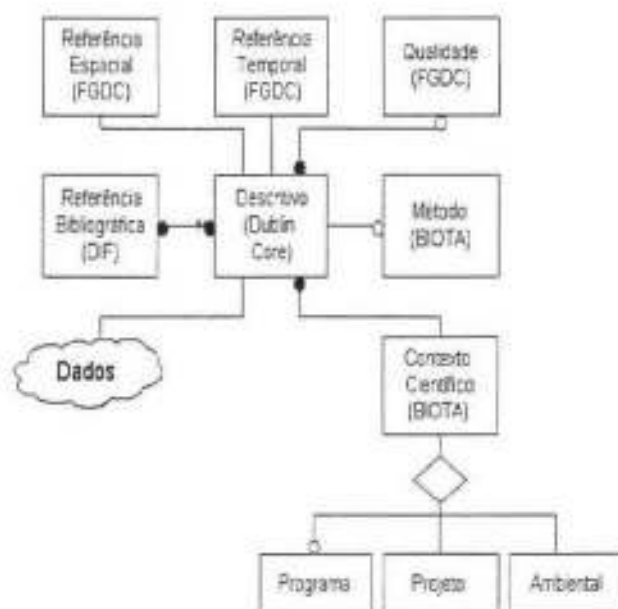 Referência
Espacial
(FGDC)
Referência
Temporal
(FGDC)
Qualidade
(FGDC)
Referência
Bibliográfica
(DIF)
Descritivo
(Dublin
Core)
Método
(BIOTA)
Dados
Contexto
Científico
(BIOTA)
Programa
Projeto
Ambiental